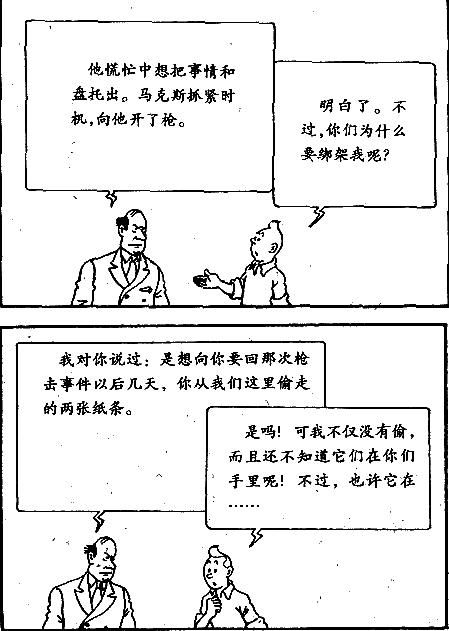 他慌忙中想把事情和
盘托出。马克斯抓紧时
机,向他开了枪。
明白了。不
过,你们为什么
要绑架我呢?
我对你说过:是想向你要回那次枪
击事件以后几天,你从我们这里偷走
的两张纸条。
是吗!可我不仅没有偷,
而且还不知道它们在你们
手里呢!不过,也许它在
……